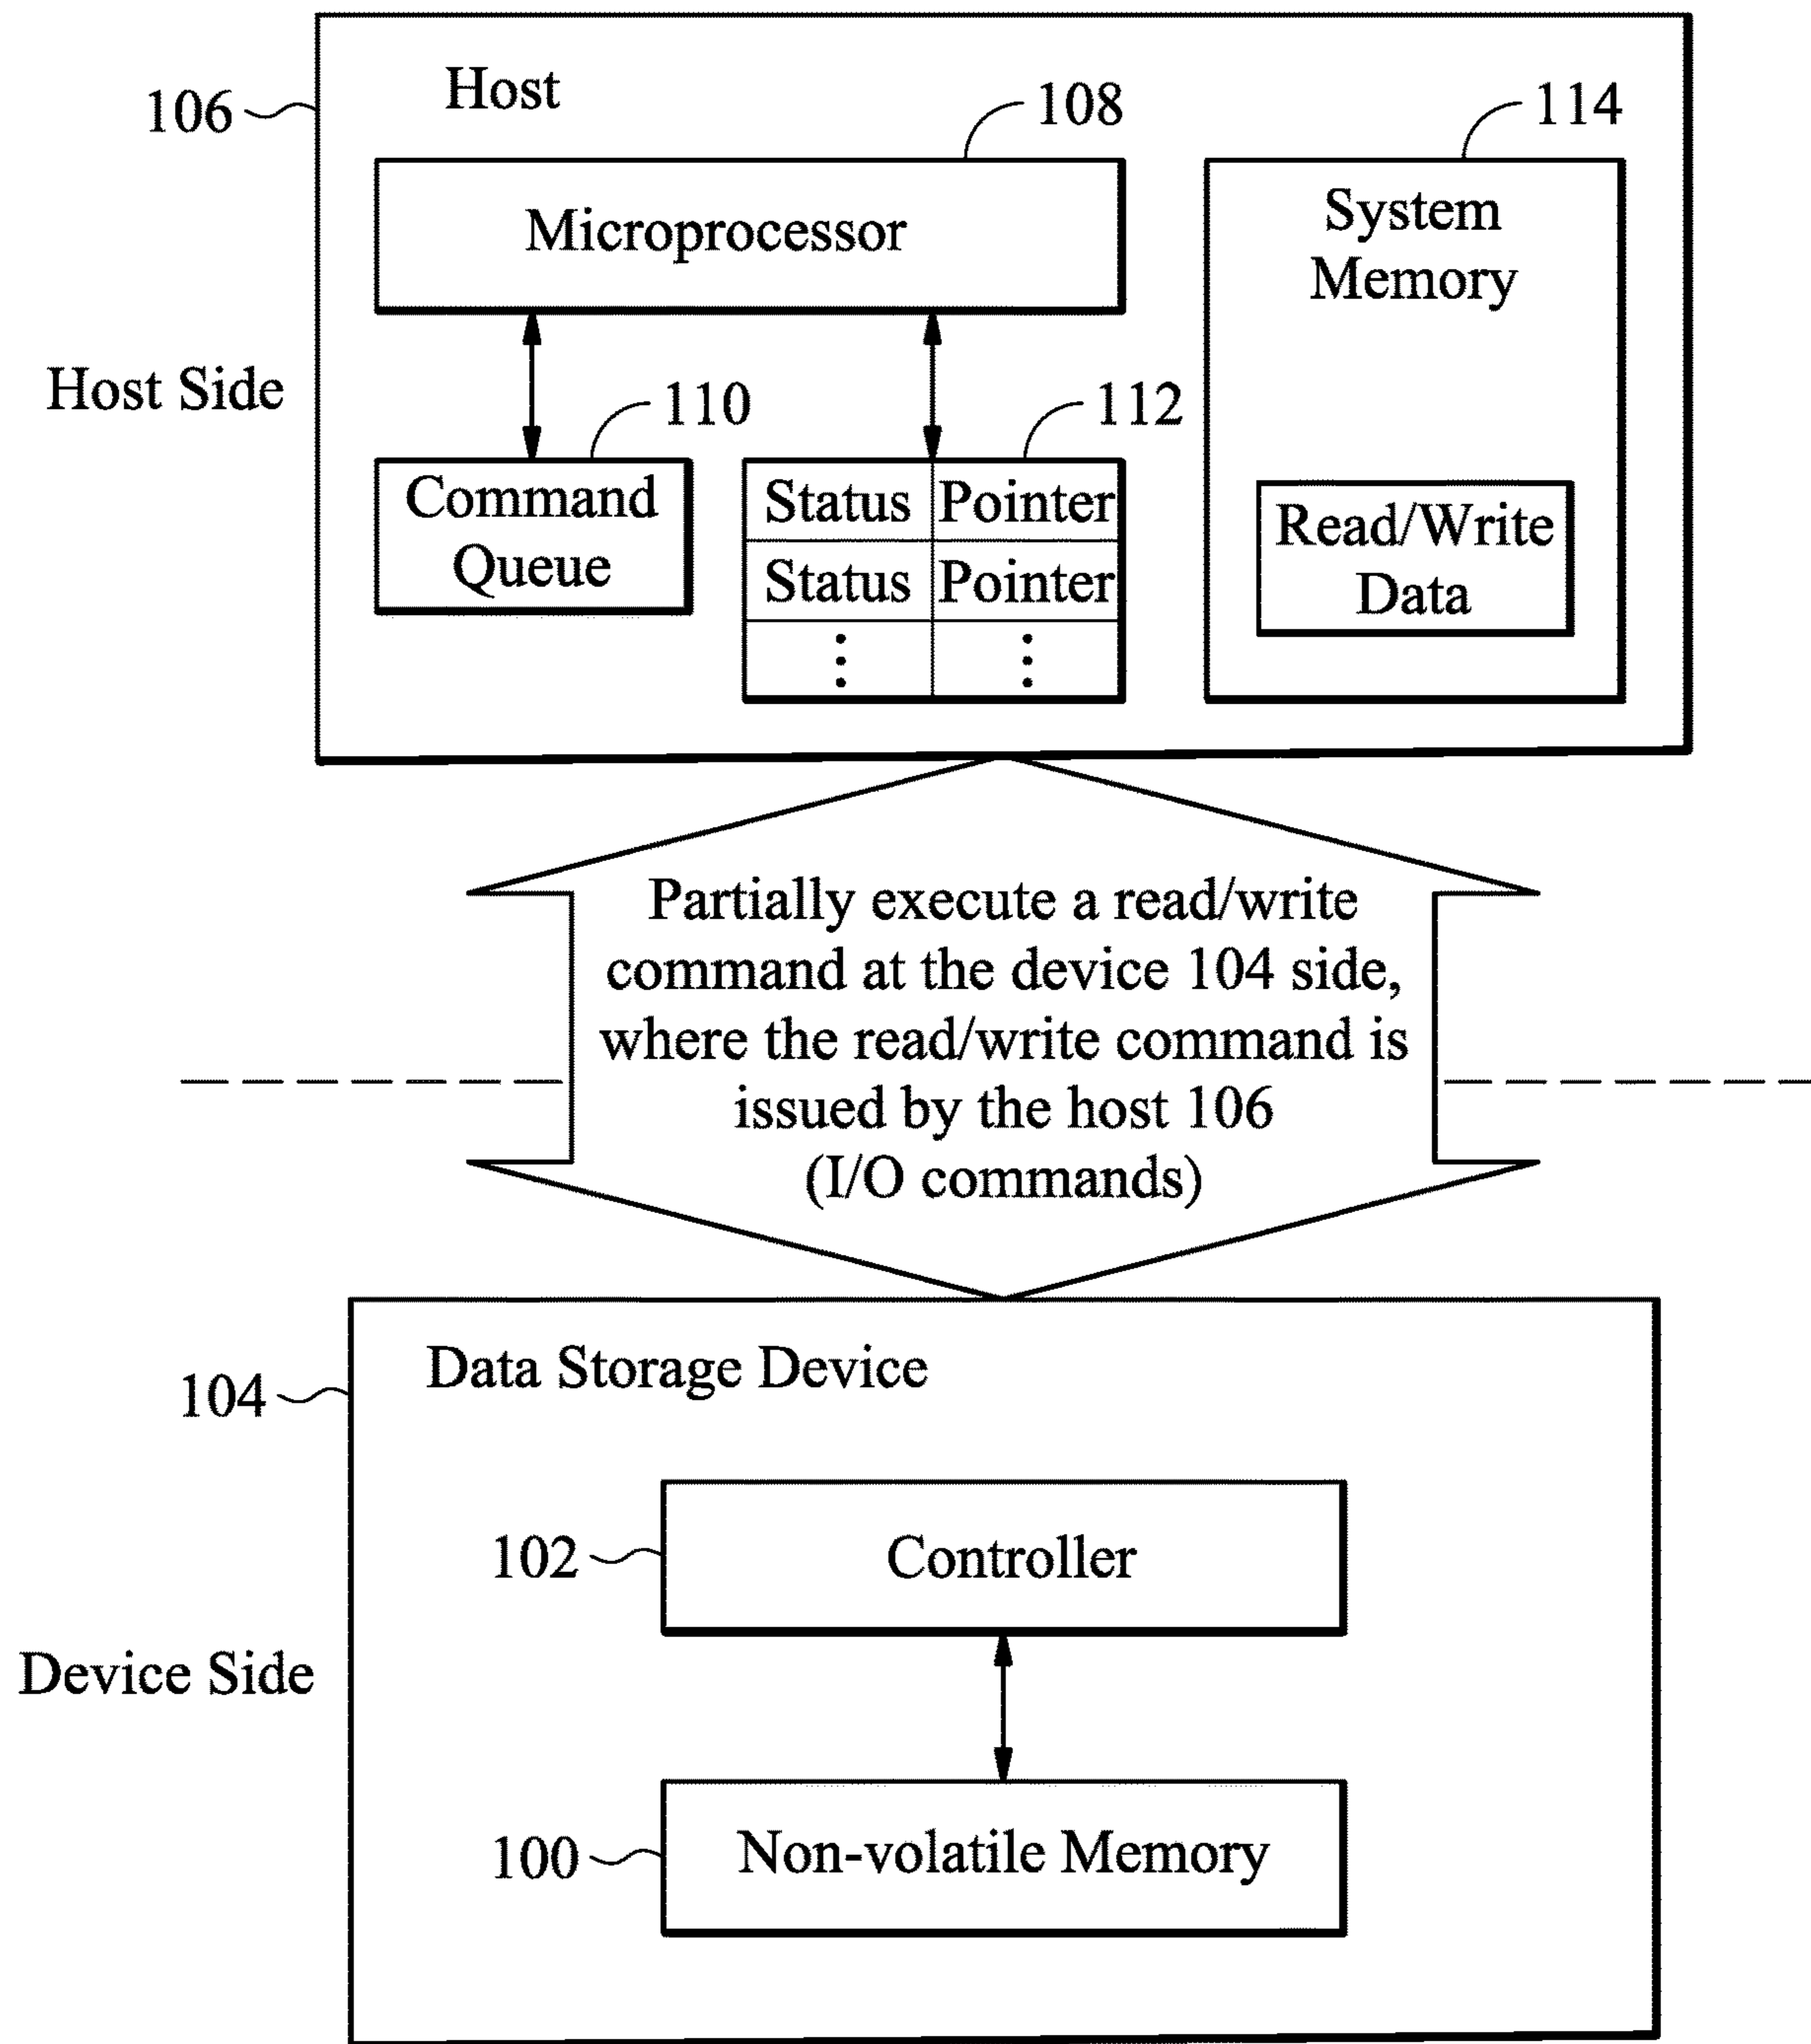 Host
106
108
114
Microprocessor
System
Memory
Host Side
110
112
Command
Queue
Status Pointer
Status Pointer
Read/Write
Data
Partially execute a read/write
command at the device 104 side,
where the read/write command is
issued by the host 106
(I/O commands)
Data Storage Device
104
102
Controller
Device Side
100
Non-volatile Memory